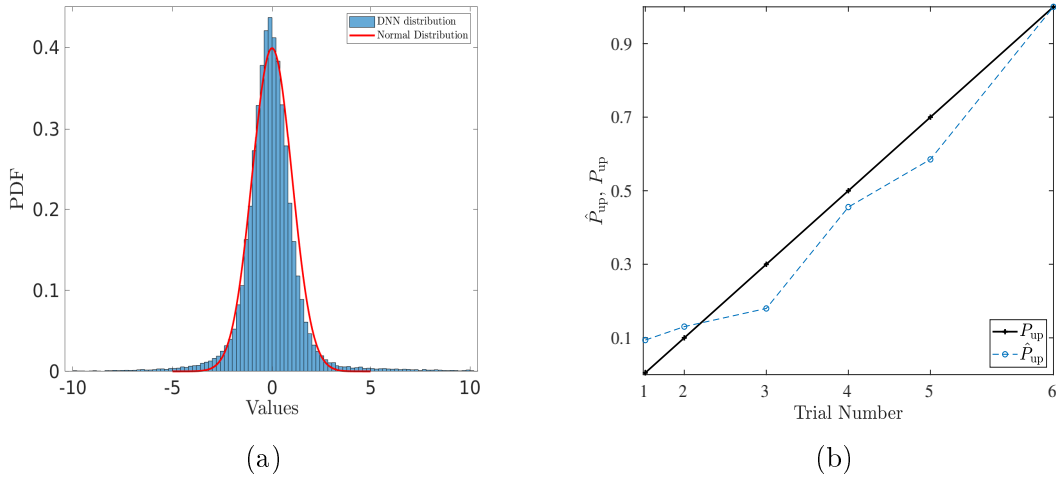 DNN distribution
Normal Distribution
PDF
0.4
0.3
0.2
0.1
0
-10 -5 0 5 10
Values
(a)
P̂up, Pup
0.9
0.7
0.5
0.3
0.1
1 2 3 4 5 6
Trial Number
Pup
P̂up
(b)